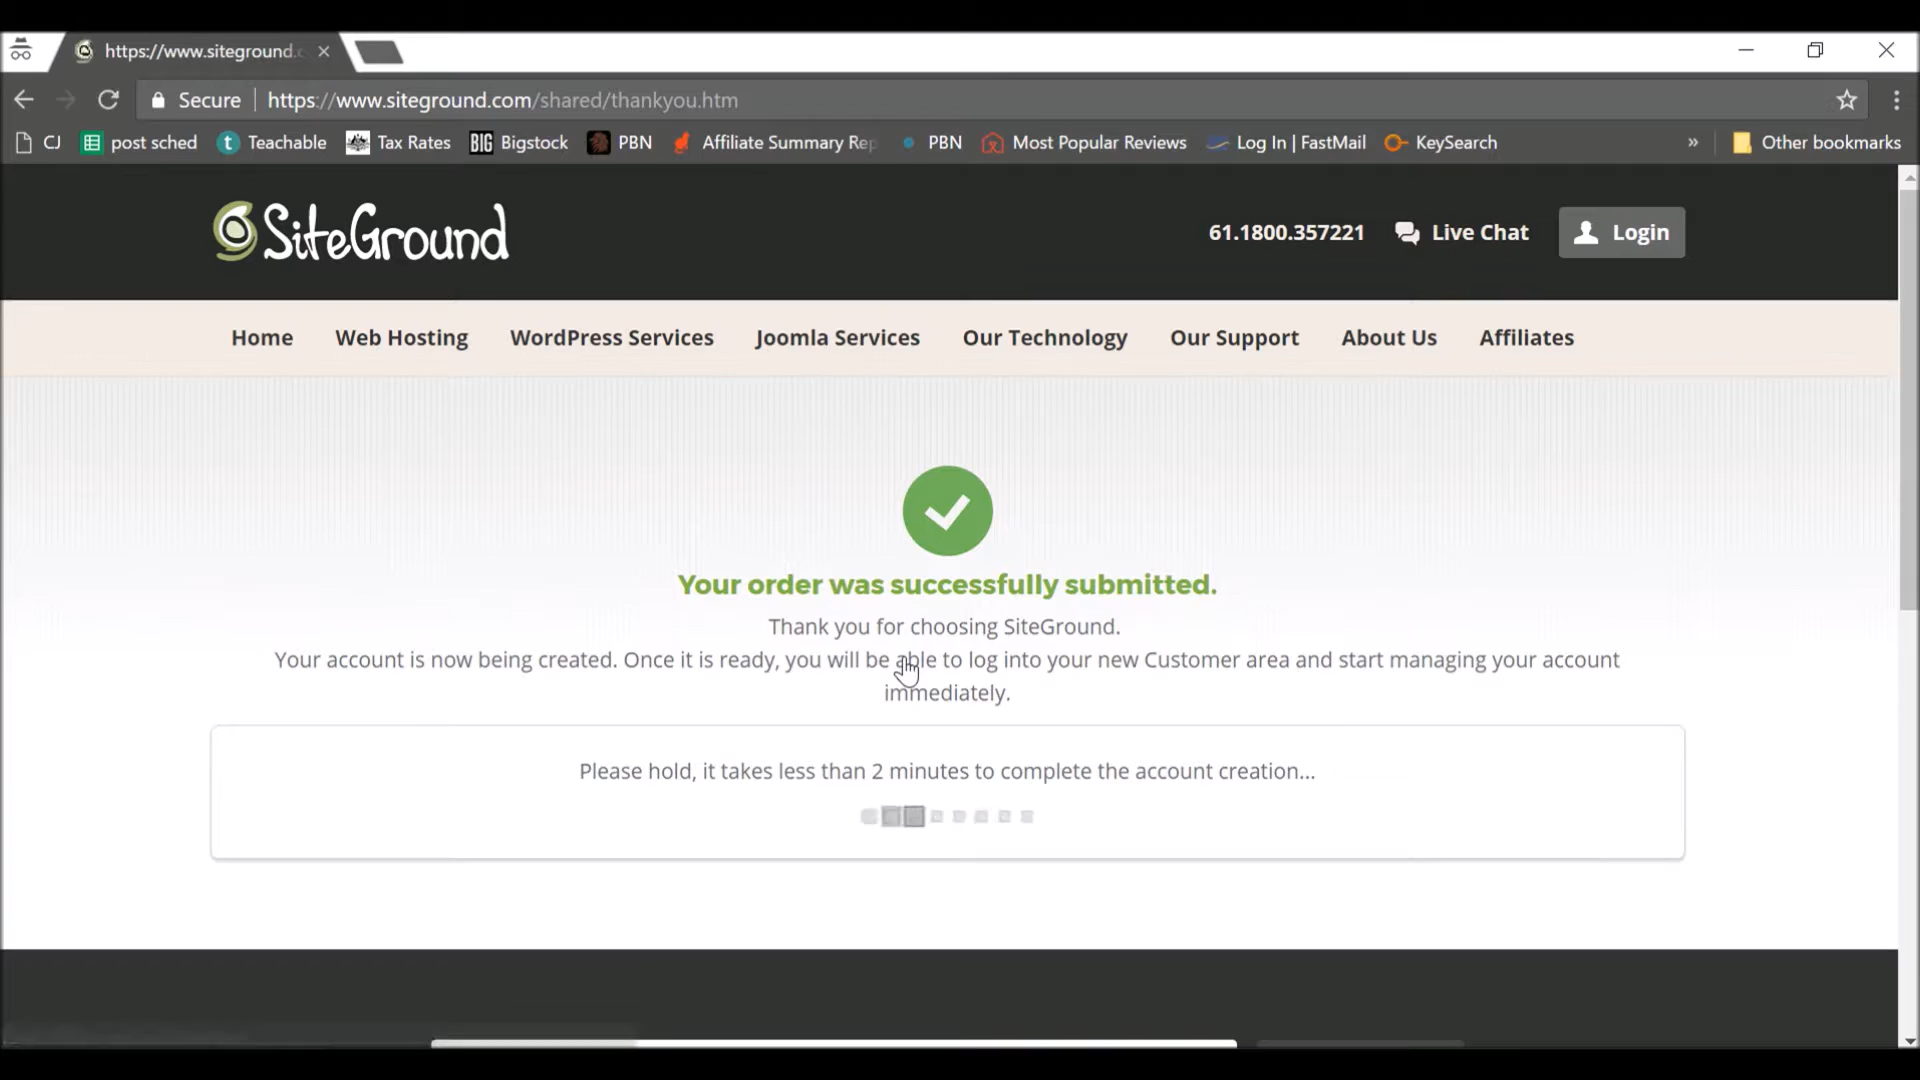 https://www.siteground.c
Secure https://www.siteground.com/shared/thankyou.htm
CJ post sched Teachable Tax Rates BIG Bigstock PBN Affiliate Summary Rep PBN Most Popular Reviews Log In | FastMail KeySearch » Other bookmarks
SiteGround 61.1800.357221 Live Chat Login
Home Web Hosting WordPress Services Joomla Services Our Technology Our Support About Us Affiliates
Your order was successfully submitted.
Thank you for choosing SiteGround.
Your account is now being created. Once it is ready, you will be able to log into your new Customer area and start managing your account
immediately.
Please hold, it takes less than 2 minutes to complete the account creation...